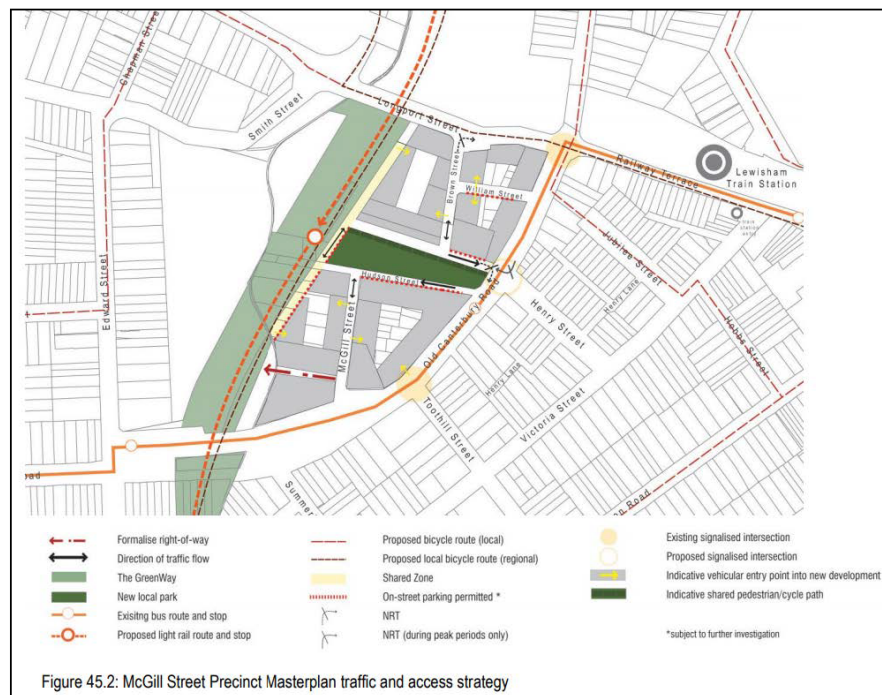 Chapman Street
Smith Street
Longport Street
Brown Street
William Street
Railway Terrace
Lewisham
Train Station
train
station
entry
Jubilee Street
Edward Street
Hudson Street
McGill Street
Old Canterbury Road
Henry Street
Henry Lane
Hobbs Street
Henry Lane
Toothill Street
Victoria Street
oad
Summer
on Road
Formalise right-of-way
Direction of traffic flow
The GreenWay
New local park
Exisitng bus route and stop
Proposed light rail route and stop
Proposed bicycle route (local)
Proposed local bicycle route (regional)
Shared Zone
On-street parking permitted *
NRT
NRT (during peak periods only)
Existing signalised intersection
Proposed signalised intersection
Indicative vehicular entry point into new development
Indicative shared pedestrian/cycle path
*subject to further investigation
Figure 45.2: McGill Street Precinct Masterplan traffic and access strategy